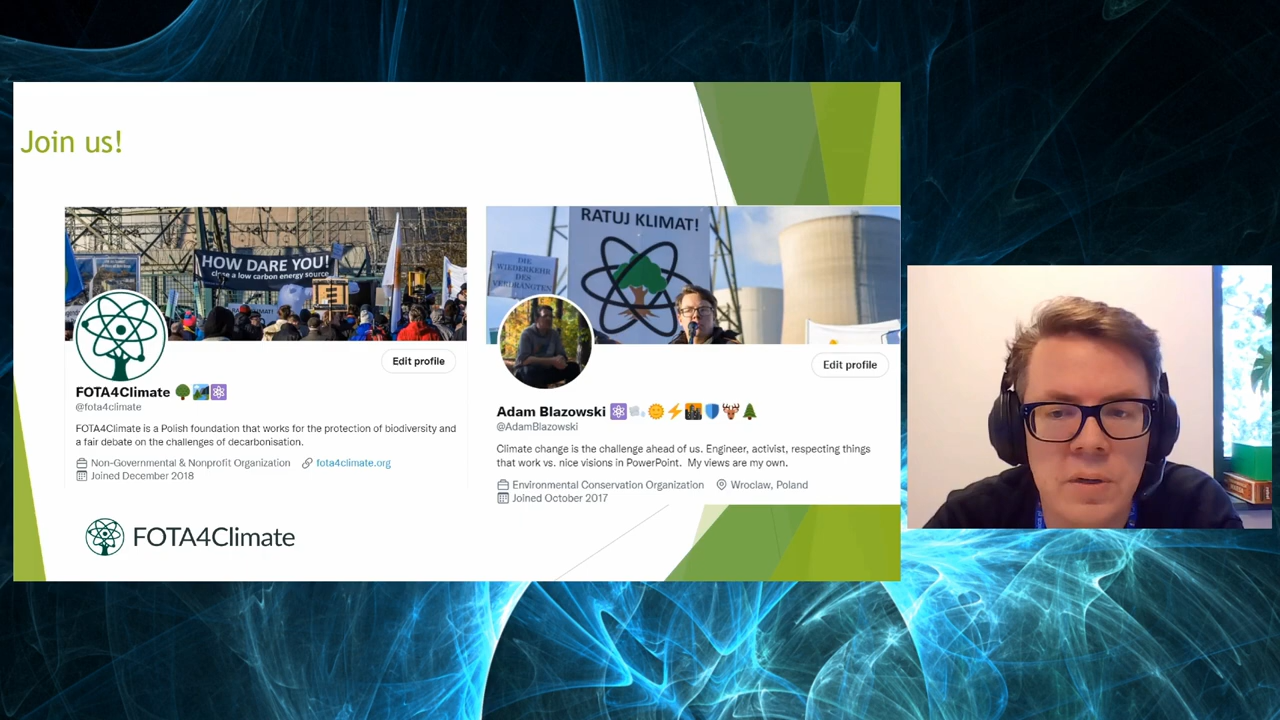 Join us!
HOW DARE YOU!
close a low carbon energy source
Edit profile
FOTA4Climate
@fota4climate
FOTA4Climate is a Polish foundation that works for the protection of biodiversity and
a fair debate on the challenges of decarbonisation.
Non-Governmental & Nonprofit Organization fota4climate.org
Joined December 2018
RATUJ KLIMAT!
DIE
WIEDERKEHR
DES
VERDRÄNGTEN
Edit profile
Adam Blazowski
@AdamBlazowski
Climate change is the challenge ahead of us. Engineer, activist, respecting things
that work vs. nice visions in PowerPoint. My views are my own.
Environmental Conservation Organization Wroclaw, Poland
Joined October 2017
FOTA4Climate